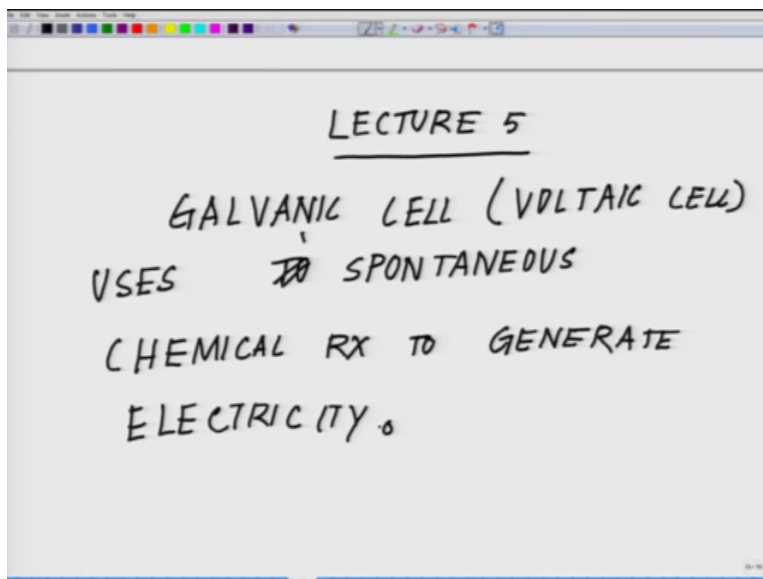 LECTURE 5
GALVANIC CELL (VOLTAIC CELL)
USES SPONTANEOUS
CHEMICAL RX TO GENERATE
ELECTRICITY.